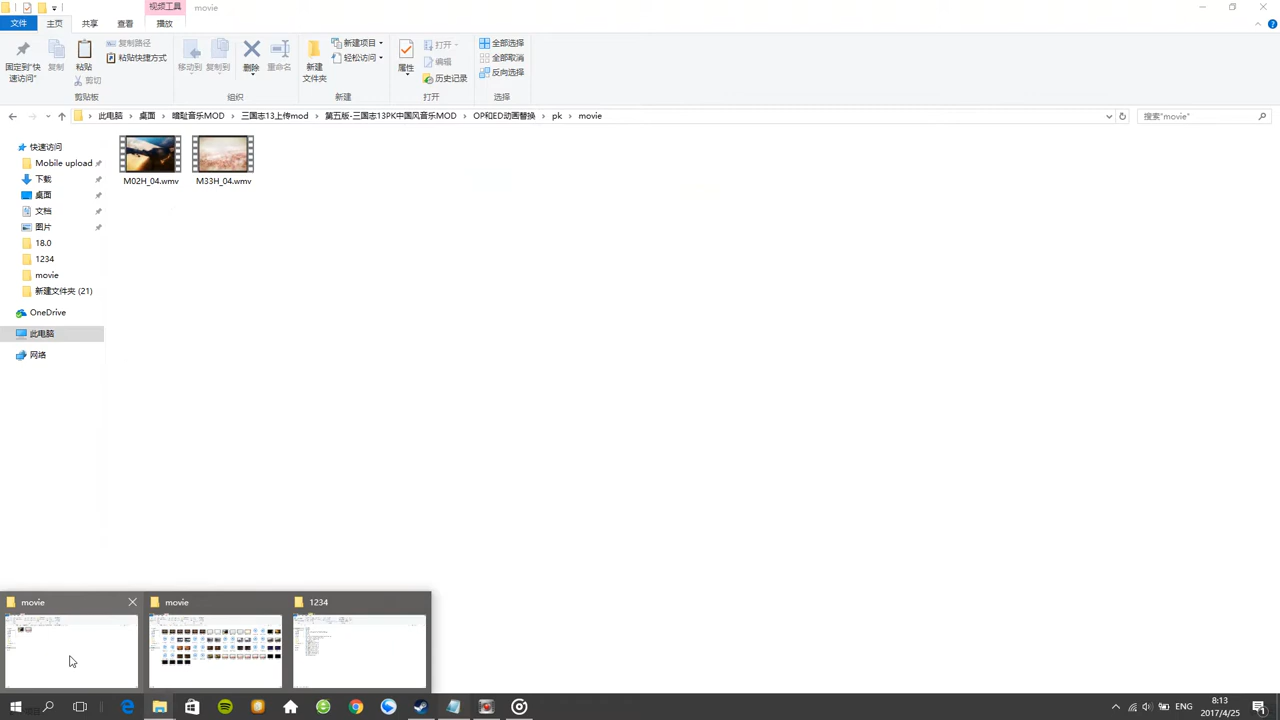 视频工具
movie
文件
主页
共享
查看
播放
固定到"快
速访问"
复制
粘贴
复制路径
粘贴快捷方式
剪切
剪贴板
移动到
复制到
删除
重命名
组织
新建
文件夹
新建项目
轻松访问
新建
属性
打开
编辑
历史记录
打开
全部选择
全部取消
反向选择
选择
此电脑
桌面
暗耻音乐MOD
三国志13上传mod
第五版-三国志13PK中国风音乐MOD
OP和ED动画替换
pk
movie
搜索"movie"
快速访问
Mobile upload
下载
桌面
文档
图片
18.0
1234
movie
新建文件夹 (21)
OneDrive
此电脑
网络
M02H_04.wmv
M33H_04.wmv
movie
movie
1234
ENG
8:13
2017/4/25
1